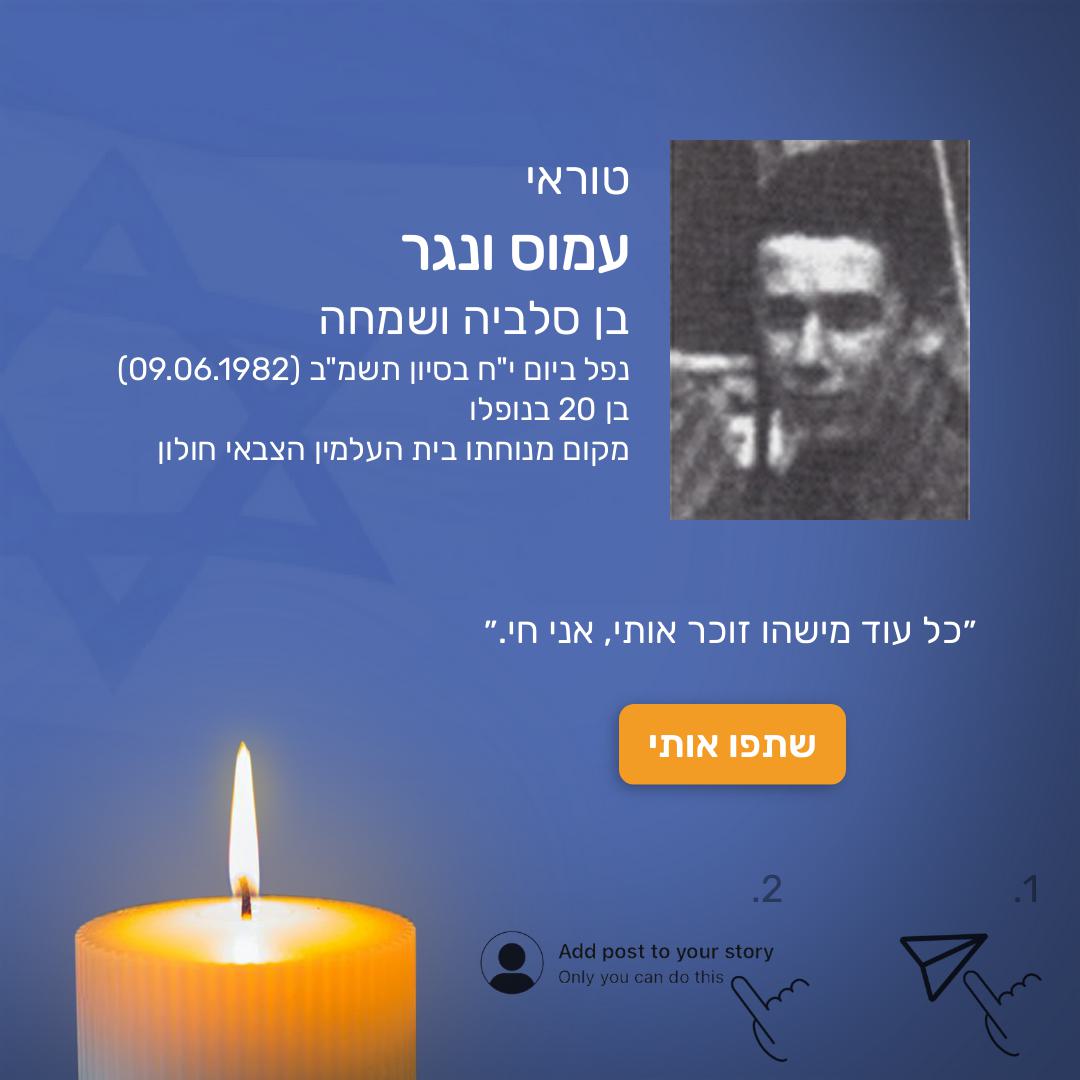 טוראי
עמוס ונגר
בן סלביה ושמחה
נפל ביום י"ח בסיון תשמ"ב (09.06.1982)
בן 20 בנופלו
מקום מנוחתו בית העלמין הצבאי חולון
״כל עוד מישהו זוכר אותי, אני חי.״
שתפו אותי
1.
2.
Add post to your story
Only you can do this